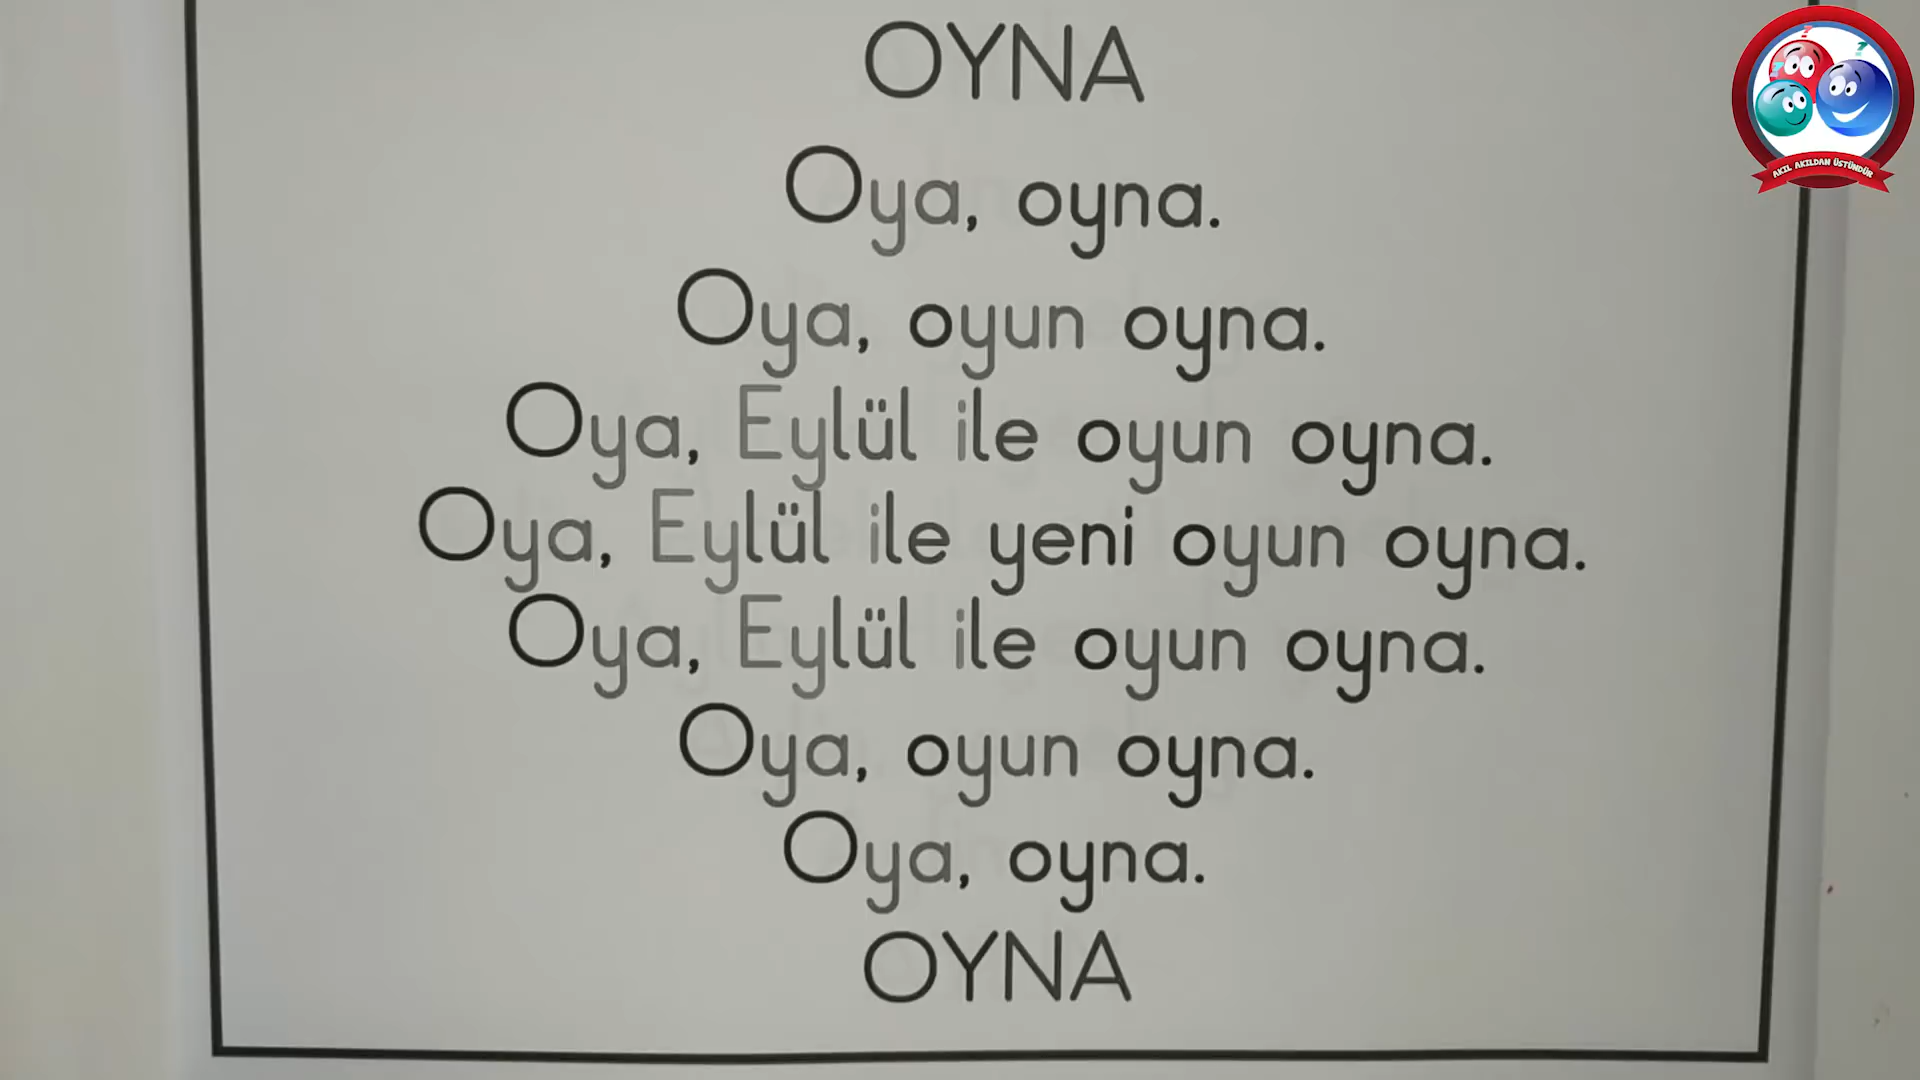 OYNA
Oya, oyna.
Oya, oyun oyna.
Oya, Eylül ile oyun oyna.
Oya, Eylül ile yeni oyun oyna.
Oya, Eylül ile oyun oyna.
Oya, oyun oyna.
Oya, oyna.
OYNA
AKIL AKILDAN ÜSTÜNDÜR